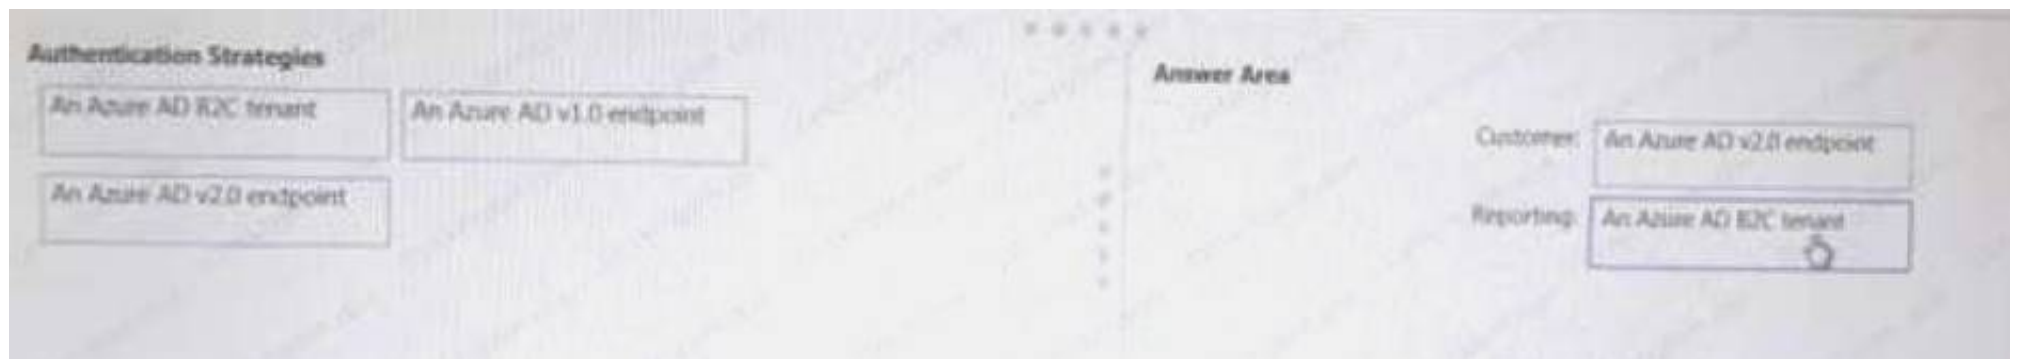 Authentication Strategies
An Azure AD B2C tenant
An Azure AD v1.0 endpoint
An Azure AD v2.0 endpoint
Answer Area
Customer: An Azure AD v2.0 endpoint
Reporting: An Azure AD B2C tenant